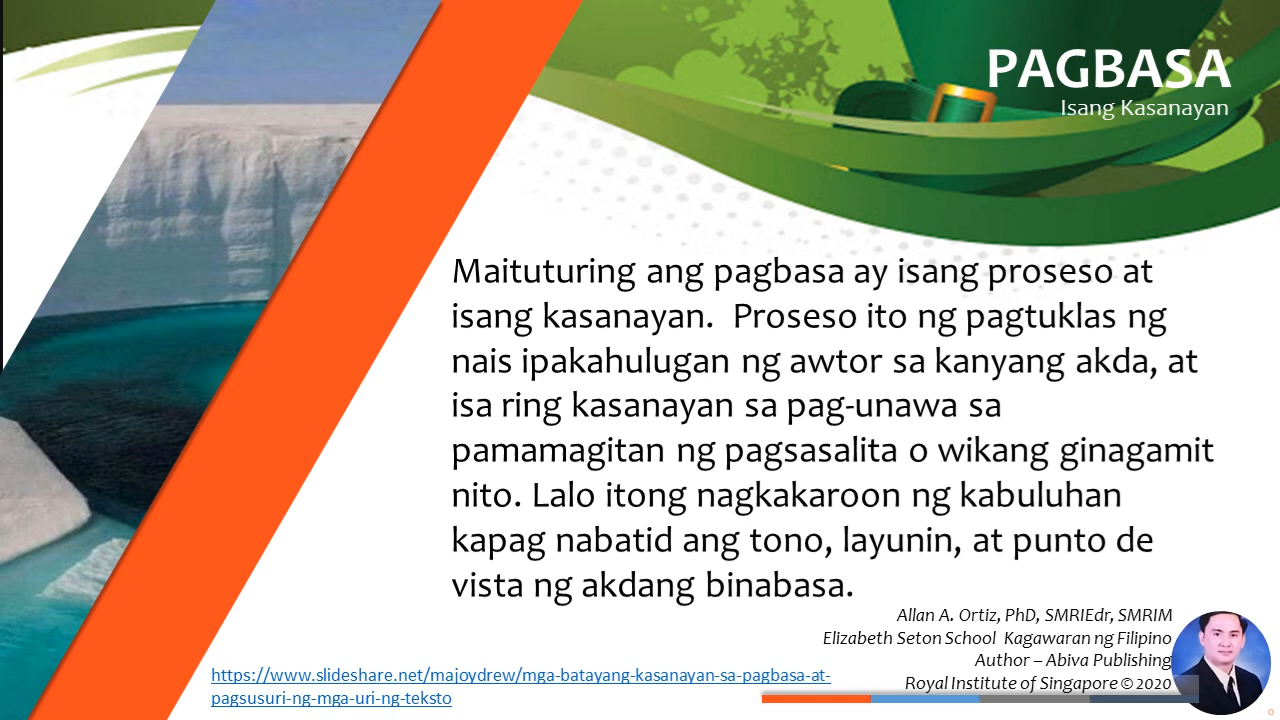 PAGBASA
Isang Kasanayan
Maituturing ang pagbasa ay isang proseso at
isang kasanayan.  Proseso ito ng pagtuklas ng
nais ipakahulugan ng awtor sa kanyang akda, at
isa ring kasanayan sa pag-unawa sa
pamamagitan ng pagsasalita o wikang ginagamit
nito. Lalo itong nagkakaroon ng kabuluhan
kapag nabatid ang tono, layunin, at punto de
vista ng akdang binabasa.
Allan A. Ortiz, PhD, SMRIEdr, SMRIM
Elizabeth Seton School  Kagawaran ng Filipino
Author – Abiva Publishing
Royal Institute of Singapore©2020
https://www.slideshare.net/majoydrew/mga-batayang-kasanayan-sa-pagbasa-at-
pagsusuri-ng-mga-uri-ng-teksto